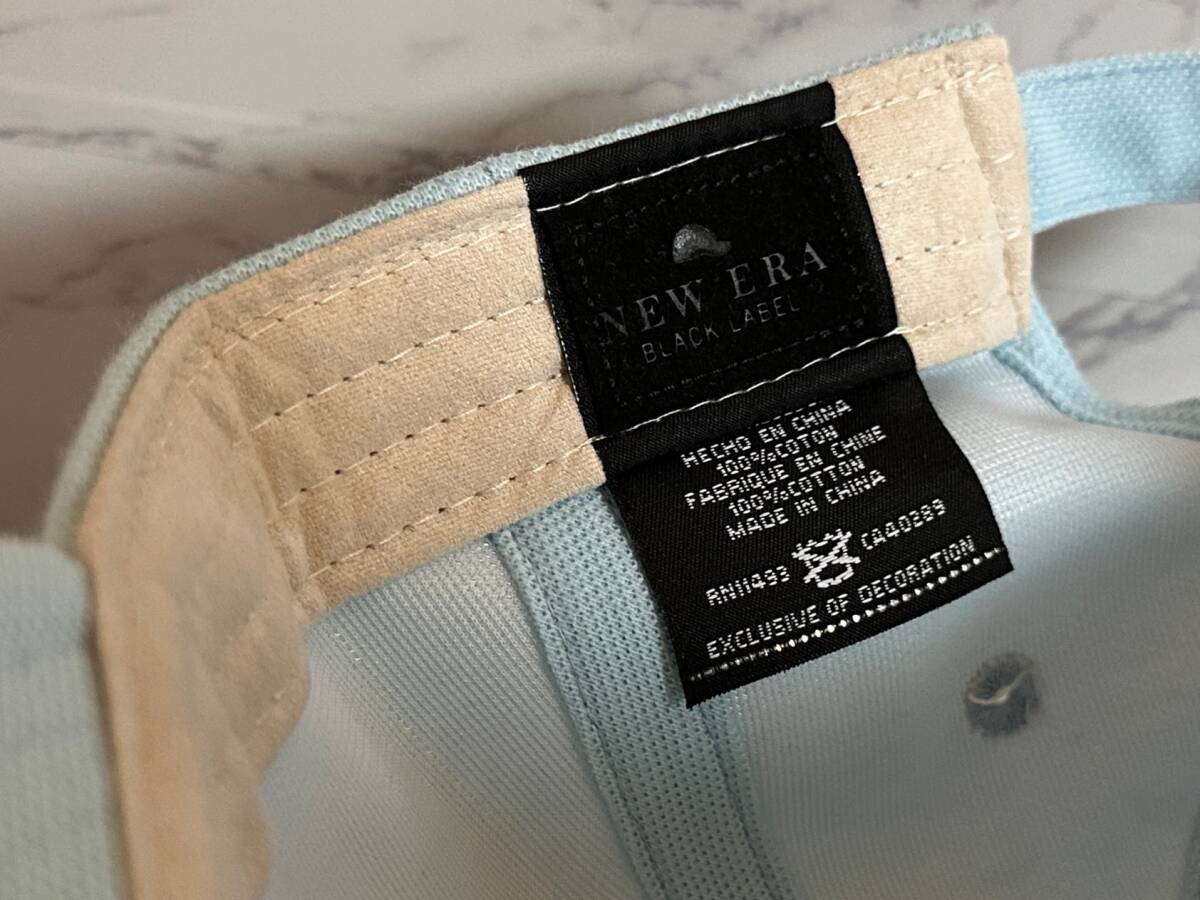 NEW ERA
BLACK LABEL
HECHO EN CHINA
100%COTON
FABRIQUE EN CHINE
100%COTTON
MADE IN CHINA
RN11493 CA40289
EXCLUSIVE OF DECORATION